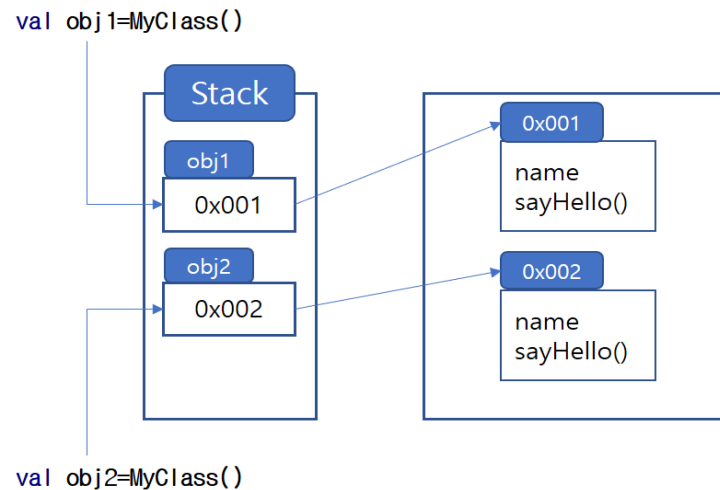 val obj1=MyClass()
Stack
obj1
0x001
obj2
0x002
0x001
name
sayHello()
0x002
name
sayHello()
val obj2=MyClass()